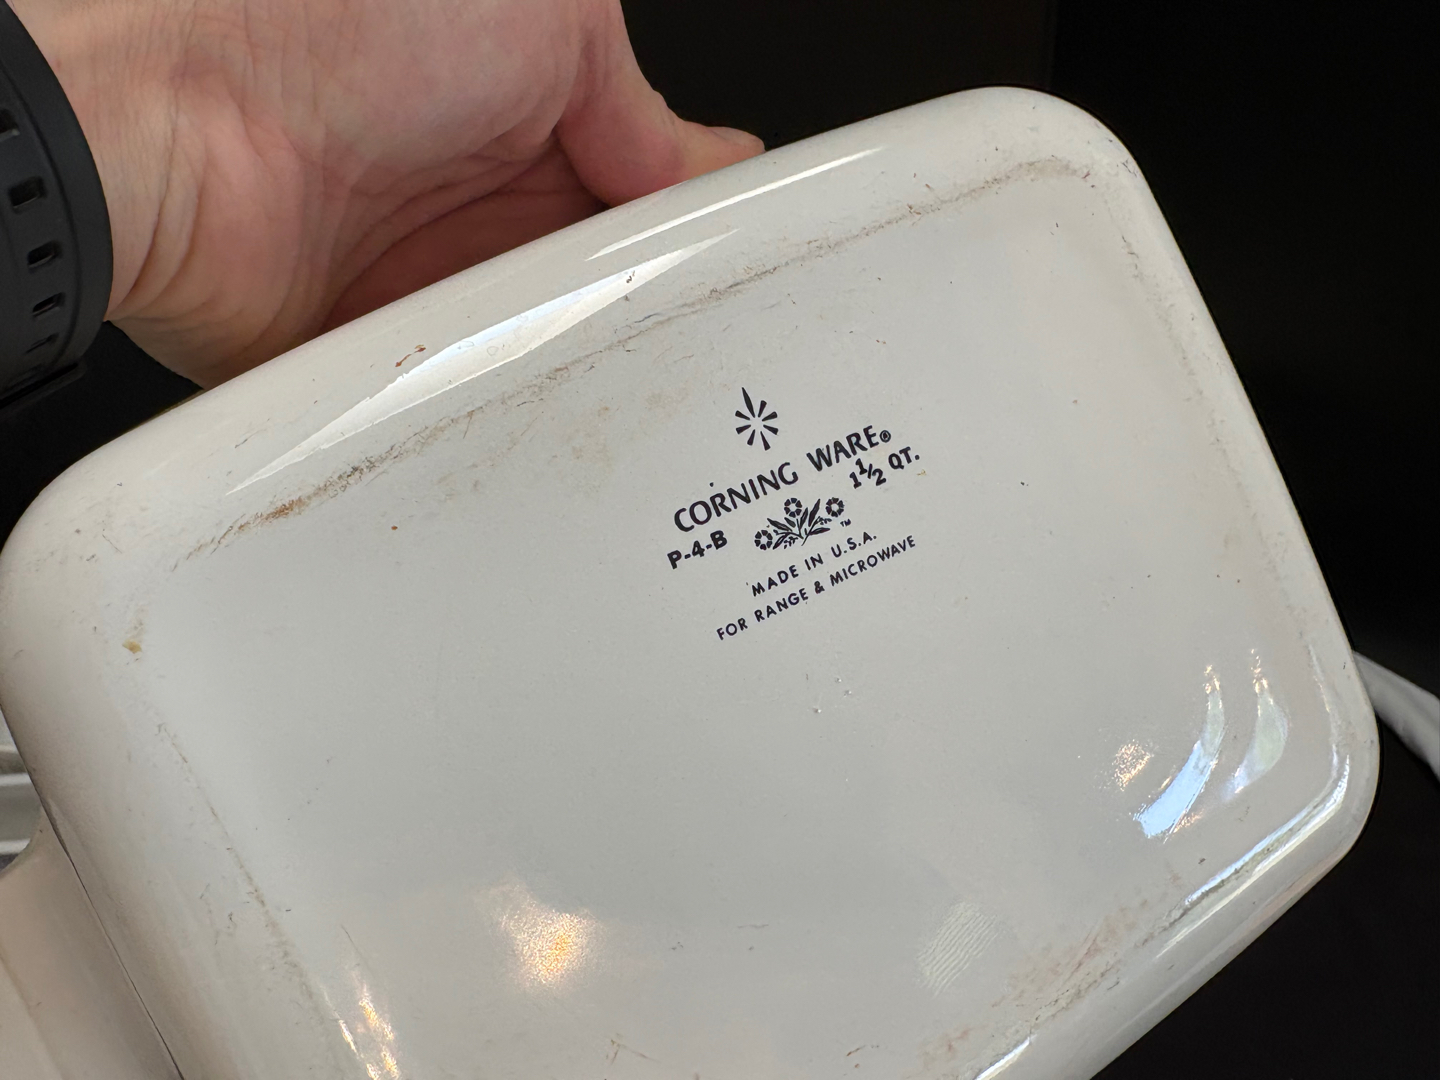 CORNING WARE®
1½ QT.
P-4-B
™
MADE IN U.S.A.
FOR RANGE & MICROWAVE